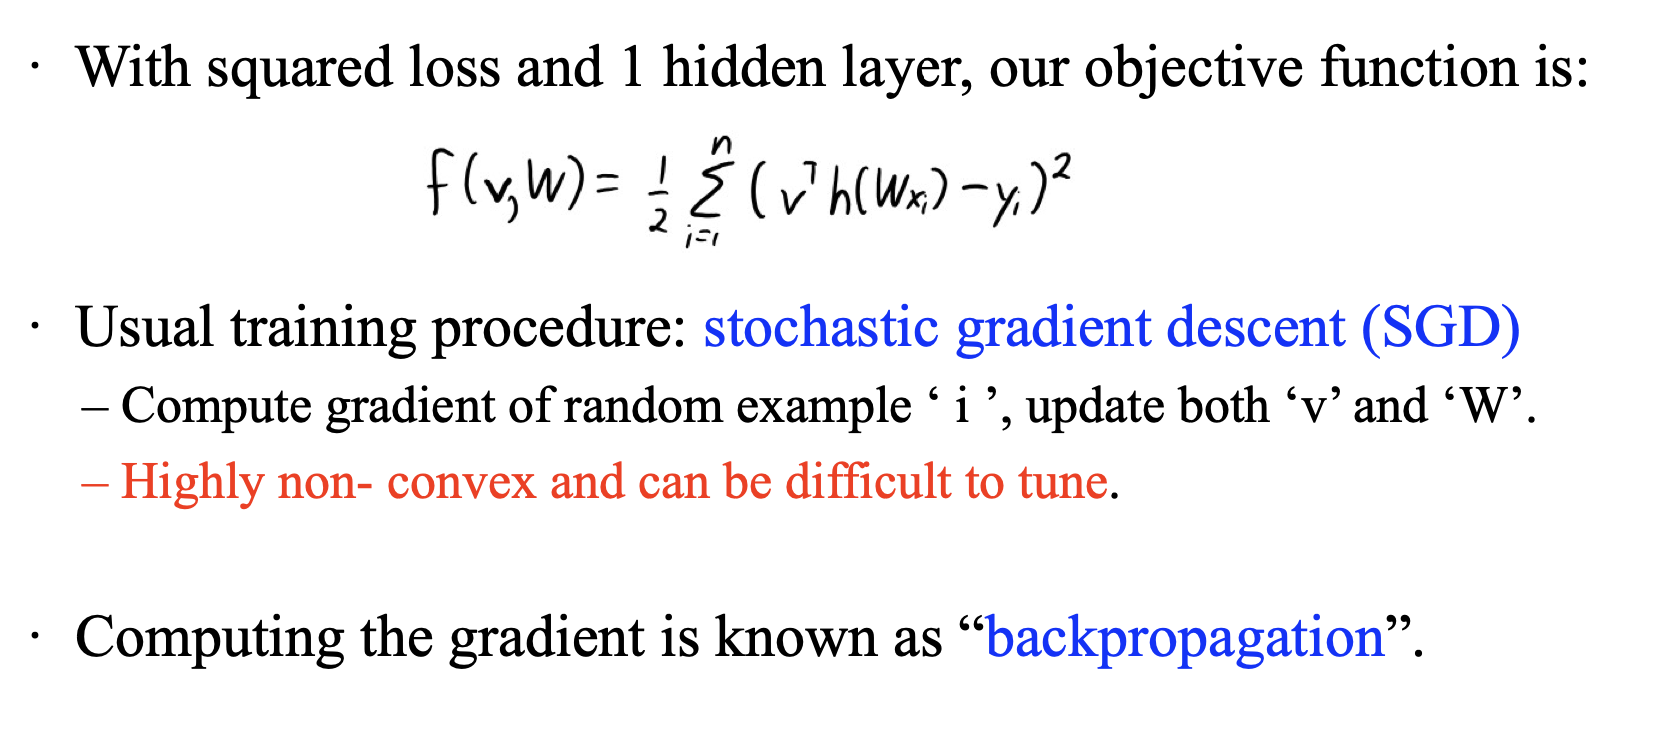 · With squared loss and 1 hidden layer, our objective function is:
f(v,W) = 1/2 Σ_{i=1}^{n} (vᵀh(Wx_i) - y_i)²
· Usual training procedure: stochastic gradient descent (SGD)
– Compute gradient of random example ‘ i ’, update both ‘v’ and ‘W’.
– Highly non- convex and can be difficult to tune.
· Computing the gradient is known as “backpropagation”.